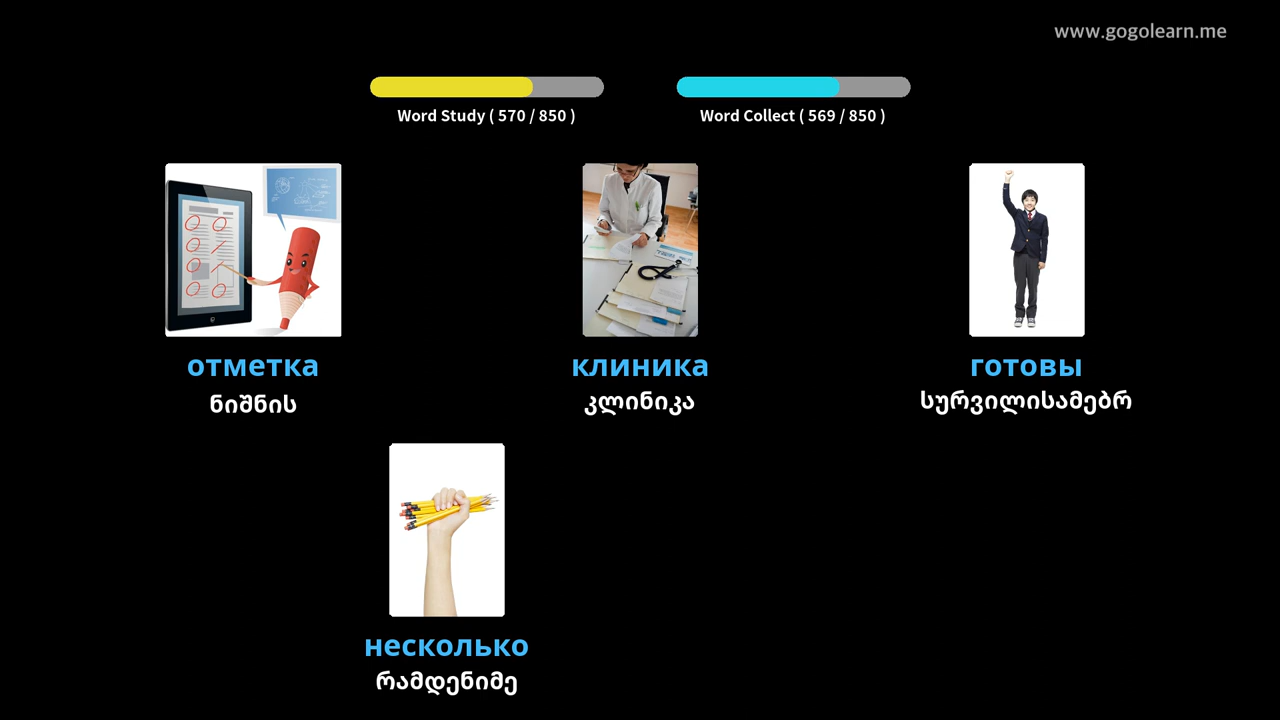 www.gogolearn.me
Word Study ( 570 / 850 )
Word Collect ( 569 / 850 )
отметка
ნიშნის
клиника
კლინიკა
готовы
სურვილისამებრ
несколько
რამდენიმე